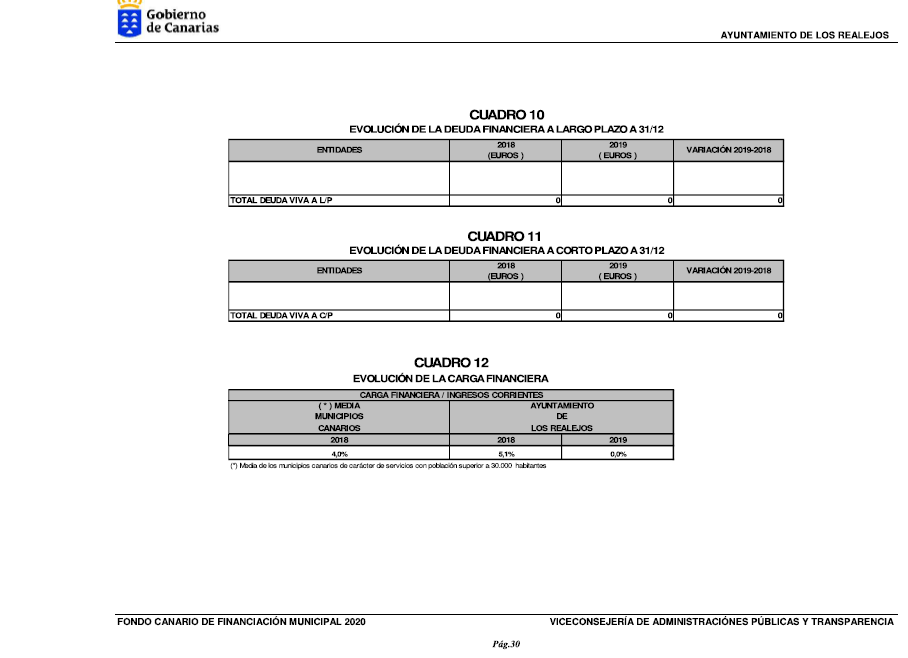 Gobierno
de Canarias
AYUNTAMIENTO DE LOS REALEJOS
CUADRO 10
EVOLUCIÓN DE LA DEUDA FINANCIERA A LARGO PLAZO A 31/12
ENTIDADES 2018 (EUROS ) 2019 ( EUROS ) VARIACIÓN 2019-2018
TOTAL DEUDA VIVA A L/P 0 0 0
CUADRO 11
EVOLUCIÓN DE LA DEUDA FINANCIERA A CORTO PLAZO A 31/12
ENTIDADES 2018 (EUROS ) 2019 ( EUROS ) VARIACIÓN 2019-2018
TOTAL DEUDA VIVA A C/P 0 0 0
CUADRO 12
EVOLUCIÓN DE LA CARGA FINANCIERA
CARGA FINANCIERA / INGRESOS CORRIENTES
( * ) MEDIA AYUNTAMIENTO
MUNICIPIOS DE
CANARIOS LOS REALEJOS
2018 2018 2019
4,0% 5,1% 0,0%
(*) Media de los municipios canarios de carácter de servicios con población superior a 30.000 habitantes
FONDO CANARIO DE FINANCIACIÓN MUNICIPAL 2020 VICECONSEJERÍA DE ADMINISTRACIÓNES PÚBLICAS Y TRANSPARENCIA
Pág.30